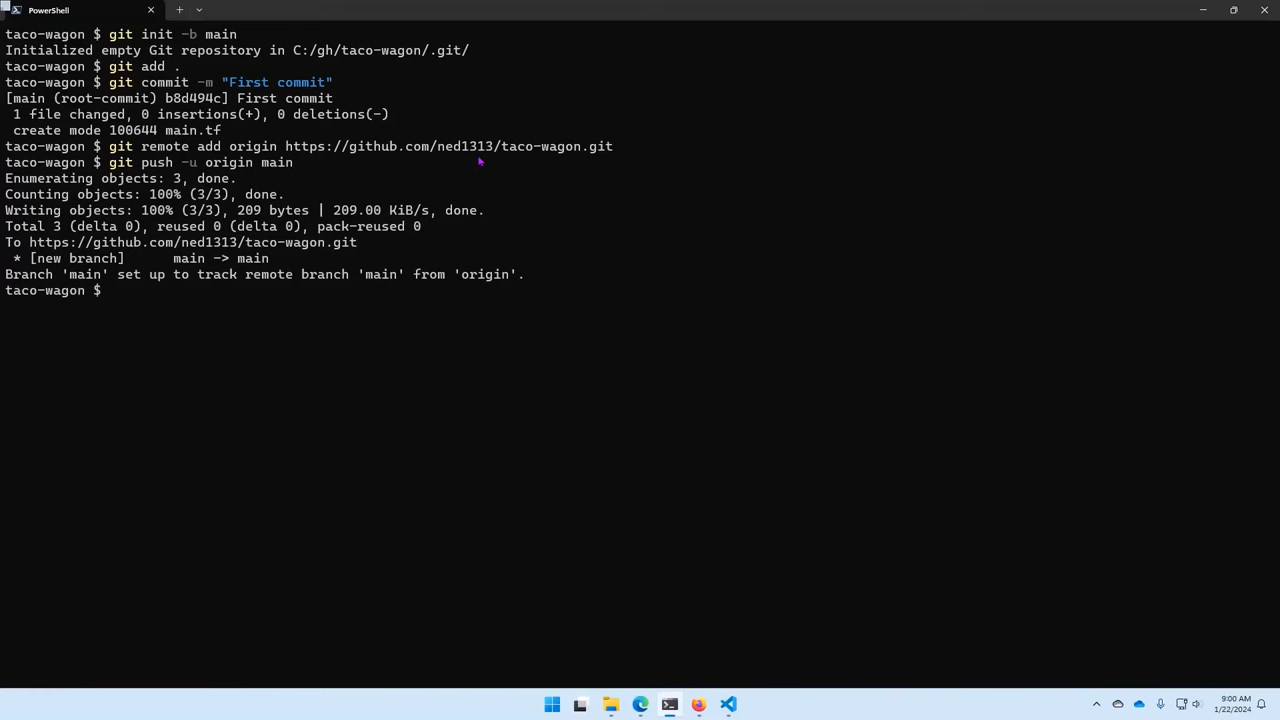 PowerShell
taco-wagon $ git init -b main
Initialized empty Git repository in C:/gh/taco-wagon/.git/
taco-wagon $ git add .
taco-wagon $ git commit -m "First commit"
[main (root-commit) b8d494c] First commit
 1 file changed, 0 insertions(+), 0 deletions(-)
 create mode 100644 main.tf
taco-wagon $ git remote add origin https://github.com/ned1313/taco-wagon.git
taco-wagon $ git push -u origin main
Enumerating objects: 3, done.
Counting objects: 100% (3/3), done.
Writing objects: 100% (3/3), 209 bytes | 209.00 KiB/s, done.
Total 3 (delta 0), reused 0 (delta 0), pack-reused 0
To https://github.com/ned1313/taco-wagon.git
 * [new branch]      main -> main
Branch 'main' set up to track remote branch 'main' from 'origin'.
taco-wagon $
9:00 AM
1/22/2024